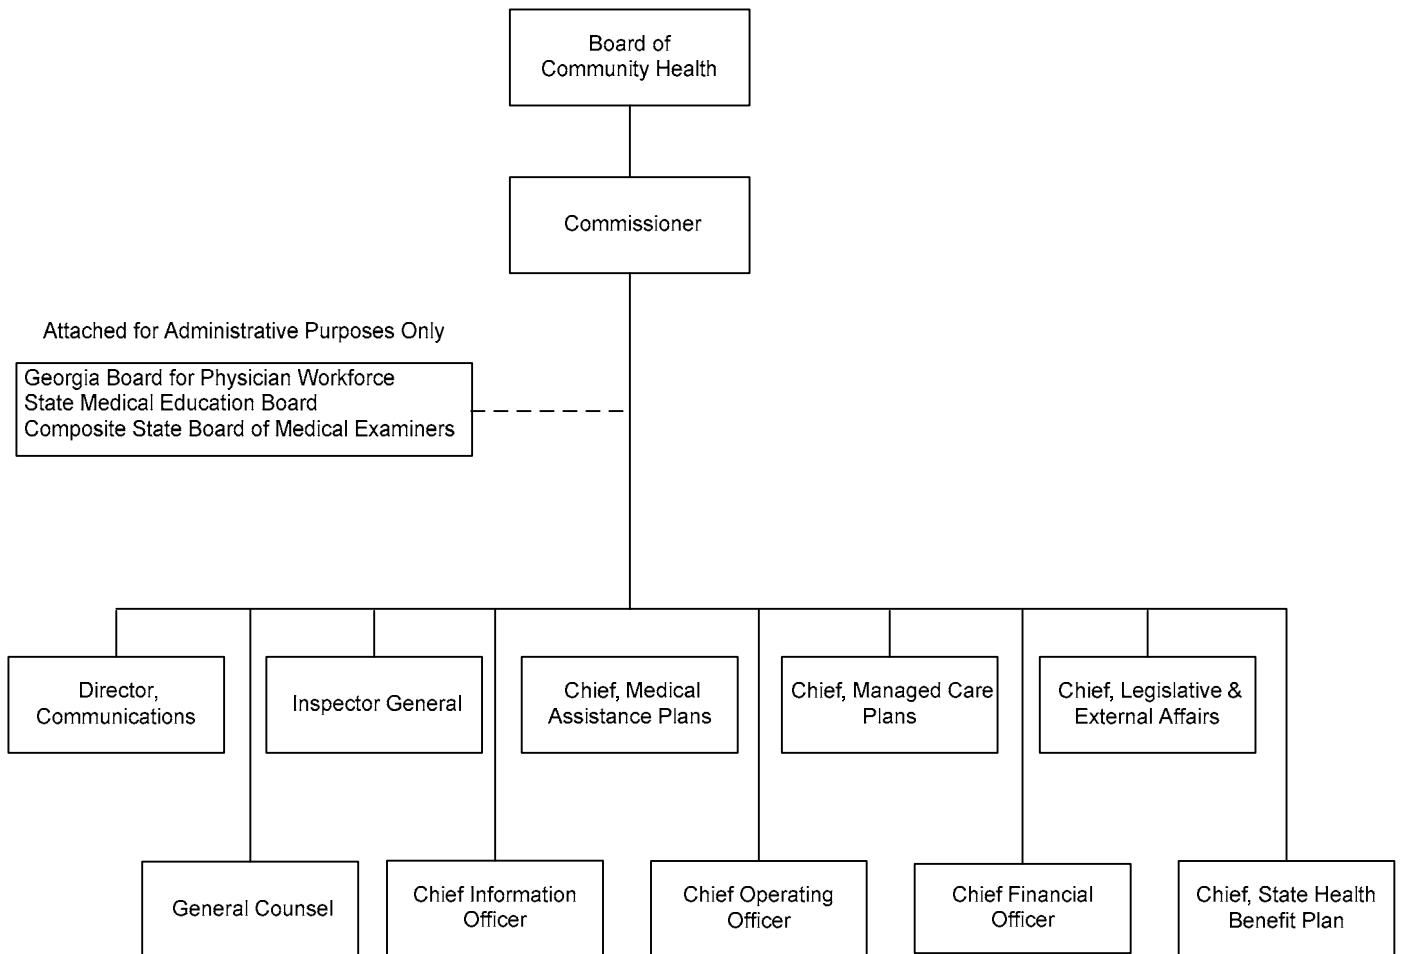 Board of
Community Health
Commissioner
Attached for Administrative Purposes Only
Georgia Board for Physician Workforce
State Medical Education Board
Composite State Board of Medical Examiners
Director,
Communications
Inspector General
Chief, Medical
Assistance Plans
Chief, Managed Care
Plans
Chief, Legislative &
External Affairs
General Counsel
Chief Information
Officer
Chief Operating
Officer
Chief Financial
Officer
Chief, State Health
Benefit Plan